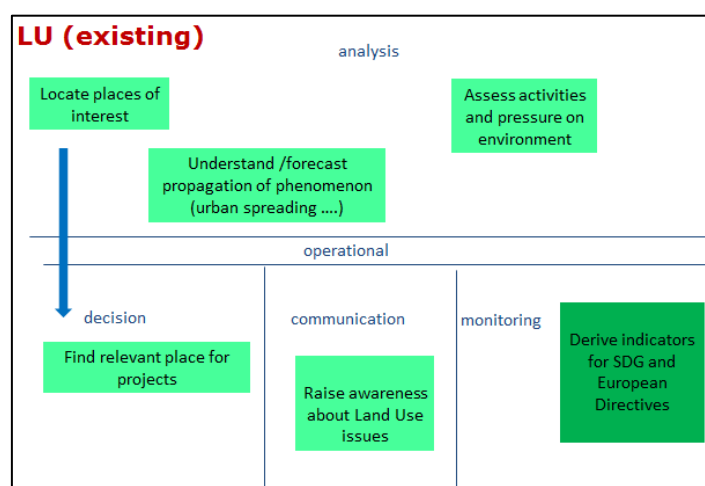 LU (existing)
analysis
Locate places of
interest
Assess activities
and pressure on
environment
Understand /forecast
propagation of phenomenon
(urban spreading ....)
operational
decision
communication
monitoring
Find relevant place for
projects
Raise awareness
about Land Use
issues
Derive indicators
for SDG and
European
Directives